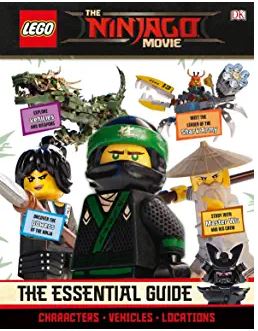 LEGO
THE
NINJAGO
MOVIE
DK
EXPLORE
vehicles
AND WEAPONS
MEET THE
LEADER OF THE
Shark Army
DISCOVER THE
powers
OF THE NINJA
STUDY WITH
Master Wu
AND HIS CREW
THE ESSENTIAL GUIDE
CHARACTERS • VEHICLES • LOCATIONS